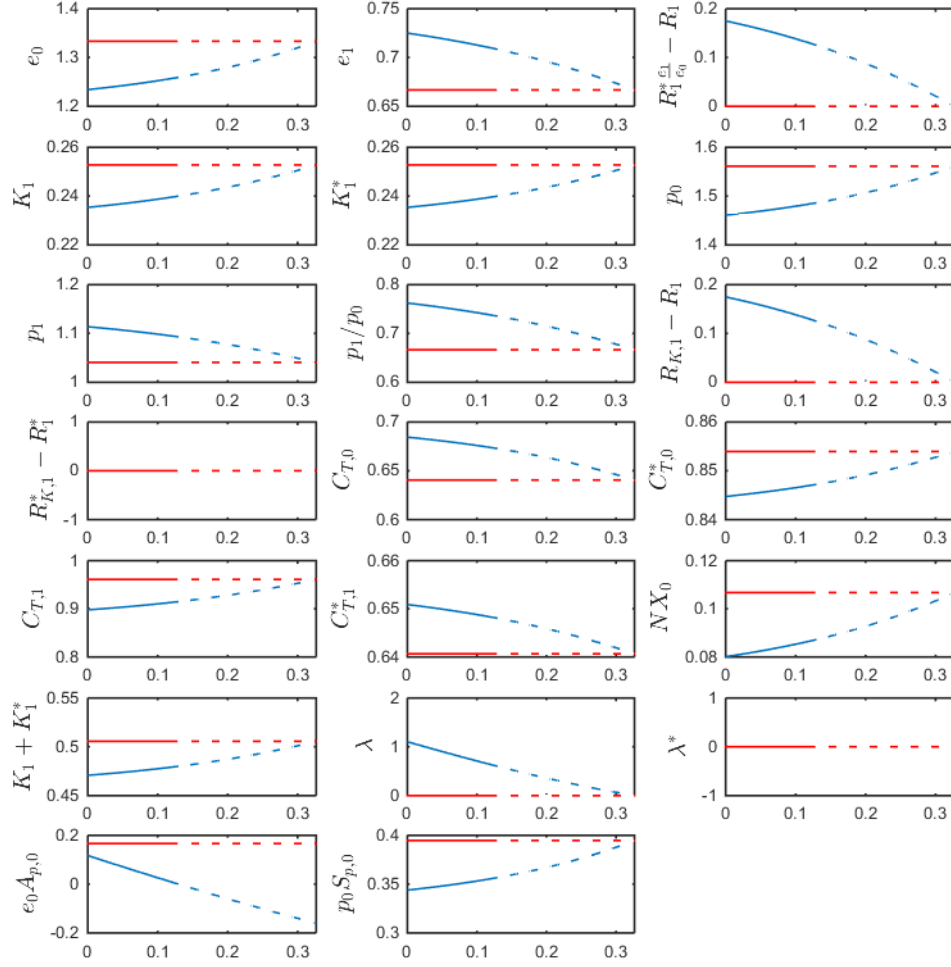 1.4 0.75 0.2
e_0 1.3 e_1 0.7 R_1^* \frac{e_1}{e_0} - R_1 0.1
1.2 0.65 0
0 0.1 0.2 0.3 0 0.1 0.2 0.3 0 0.1 0.2 0.3
0.26 0.26 1.6
K_1 0.24 K_1^* 0.24 p_0 1.5
0.22 0.22 1.4
0 0.1 0.2 0.3 0 0.1 0.2 0.3 0 0.1 0.2 0.3
1.2 0.8 0.2
p_1 1.1 p_1/p_0 0.7 R_{K,1} - R_1 0.1
1 0.6 0
0 0.1 0.2 0.3 0 0.1 0.2 0.3 0 0.1 0.2 0.3
1 0.7 0.86
R_{K,1}^* - R_1^* 0 C_{T,0} 0.65 C_{T,0}^* 0.85
-1 0.6 0.84
0 0.1 0.2 0.3 0 0.1 0.2 0.3 0 0.1 0.2 0.3
1 0.66 0.12
C_{T,1} 0.9 C_{T,1}^* 0.65 NX_0 0.1
0.8 0.64 0.08
0 0.1 0.2 0.3 0 0.1 0.2 0.3 0 0.1 0.2 0.3
0.55 2 1
K_1 + K_1^* 0.5 λ 1 λ^* 0
0.45 0 -1
0 0.1 0.2 0.3 0 0.1 0.2 0.3 0 0.1 0.2 0.3
0.2 0.4
e_0 A_{p,0} 0 p_0 S_{p,0} 0.35
-0.2 0.3
0 0.1 0.2 0.3 0 0.1 0.2 0.3